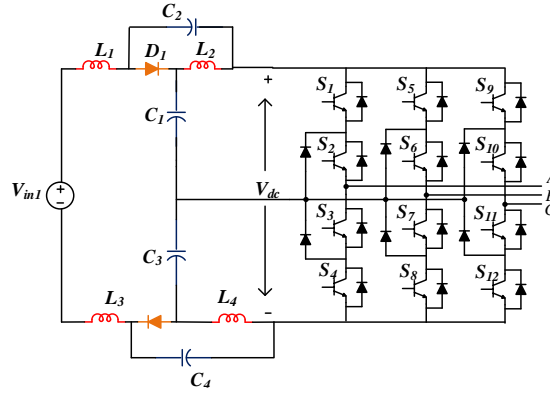 C2
L1 D1 L2
+ S1 S5 S9
C1
S2 S6 S10
A
Vin1 + − Vdc B
C
S3 S7 S11
C3
S4 S8 S12
L3 L4 −
C4